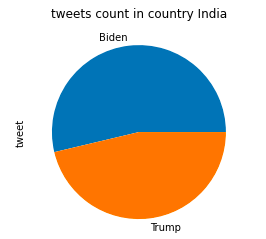 tweets count in country India
Biden
tweet
Trump